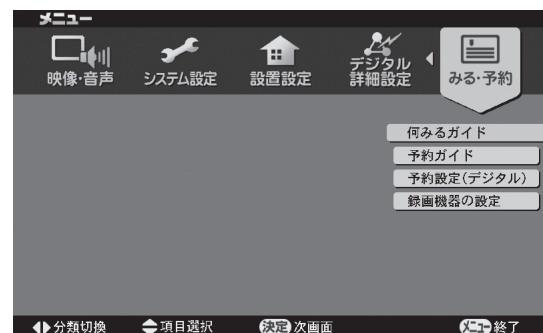 メニュー
映像・音声 システム設定 設置設定 デジタル詳細設定 みる・予約
何みるガイド
予約ガイド
予約設定(デジタル)
録画機器の設定
分類切換 項目選択 決定 次画面 メニュー 終了